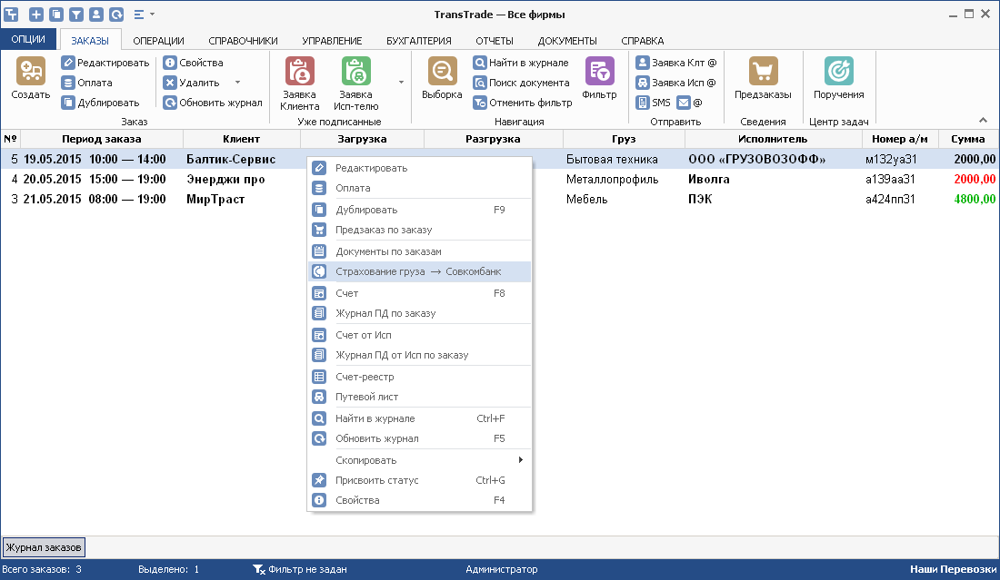 TransTrade — Все фирмы
ОПЦИИ ЗАКАЗЫ ОПЕРАЦИИ СПРАВОЧНИКИ УПРАВЛЕНИЕ БУХГАЛТЕРИЯ ОТЧЕТЫ ДОКУМЕНТЫ СПРАВКА
Создать
Редактировать
Оплата
Дублировать
Свойства
Удалить
Обновить журнал
Заказ
Заявка
Клиента
Заявка
Исп-телю
Уже подписанные
Выборка
Найти в журнале
Поиск документа
Отменить фильтр
Фильтр
Навигация
Заявка Клт @
Заявка Исп @
SMS @
Отправить
Предзаказы
Сведения
Поручения
Центр задач
№ Период заказа Клиент Загрузка Разгрузка Груз Исполнитель Номер а/м Сумма
5 19.05.2015 10:00 — 14:00 Балтик-Сервис Бытовая техника ООО «ГРУЗОВОЗОФФ» м132уа31 2000,00
4 20.05.2015 15:00 — 19:00 Энерджи про Металлопрофиль Иволга а139аа31 2000,00
3 21.05.2015 08:00 — 19:00 МирТраст Мебель ПЭК а424пп31 4800,00
Редактировать
Оплата
Дублировать F9
Предзаказ по заказу
Документы по заказам
Страхование груза → Совкомбанк
Счет F8
Журнал ПД по заказу
Счет от Исп
Журнал ПД от Исп по заказу
Счет-реестр
Путевой лист
Найти в журнале Ctrl+F
Обновить журнал F5
Скопировать
Присвоить статус Ctrl+G
Свойства F4
Журнал заказов
Всего заказов: 3 Выделено: 1 Фильтр не задан Администратор Наши Перевозки